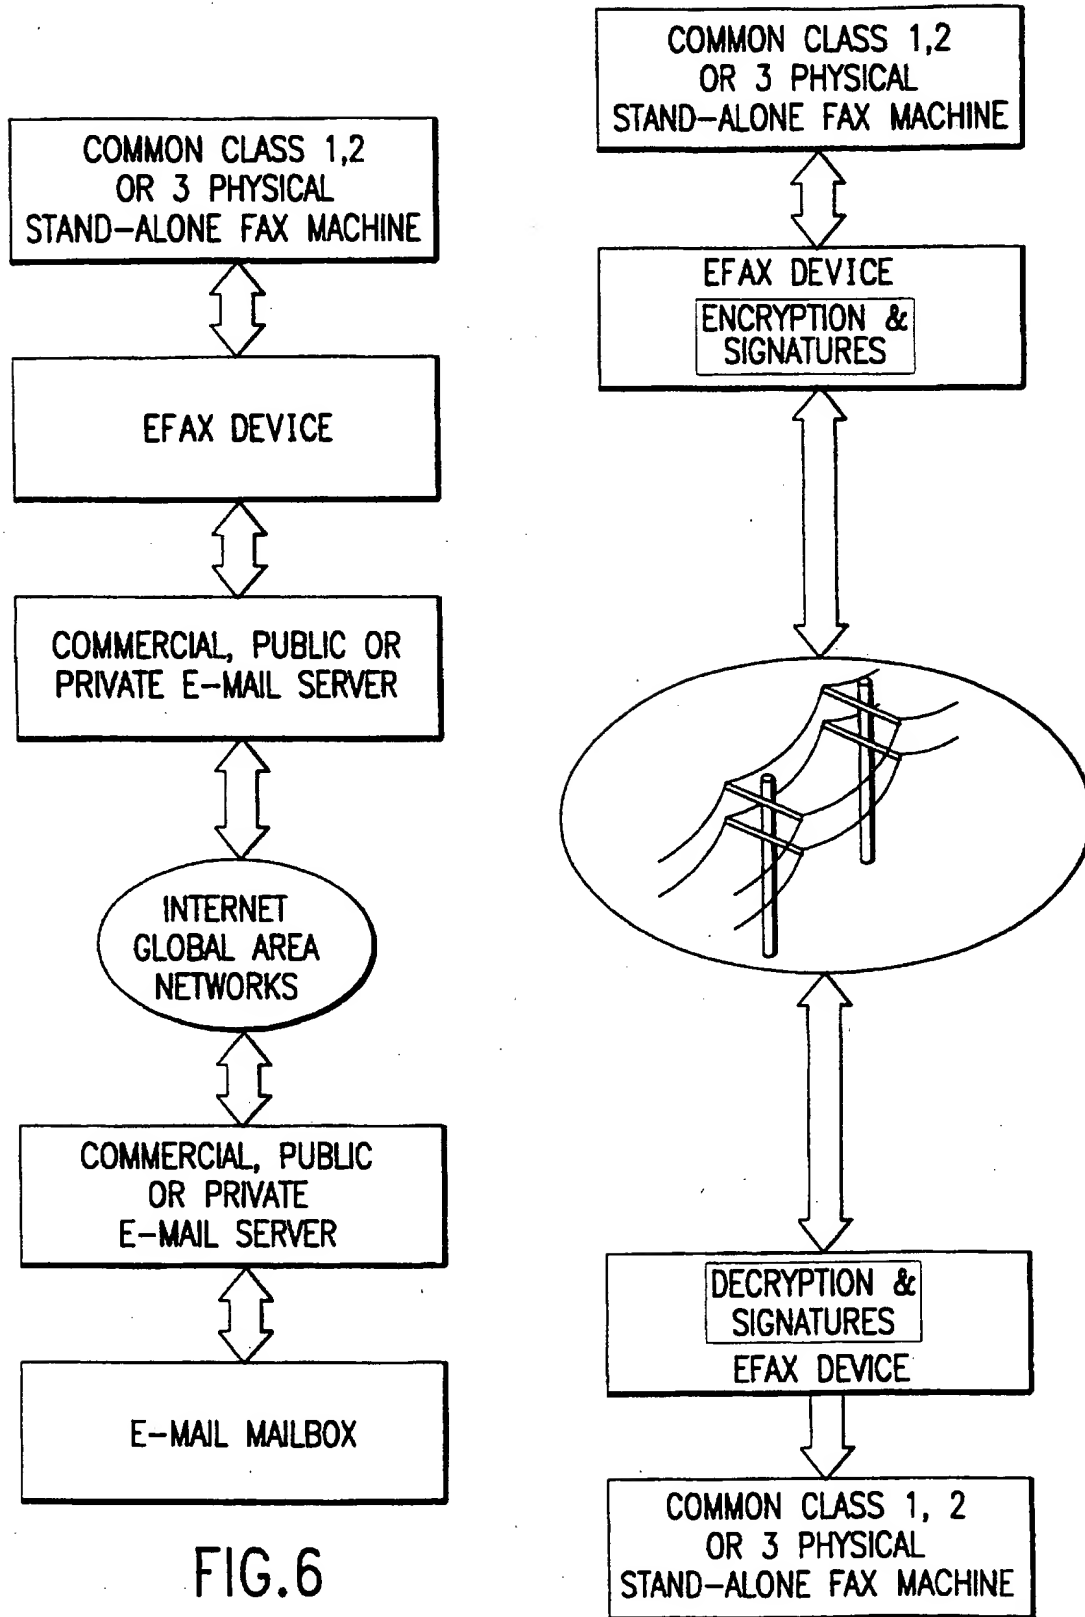 COMMON CLASS 1,2
OR 3 PHYSICAL
STAND-ALONE FAX MACHINE
EFAX DEVICE
COMMERCIAL, PUBLIC OR
PRIVATE E-MAIL SERVER
INTERNET
GLOBAL AREA
NETWORKS
COMMERCIAL, PUBLIC
OR PRIVATE
E-MAIL SERVER
E-MAIL MAILBOX
FIG.6
COMMON CLASS 1,2
OR 3 PHYSICAL
STAND-ALONE FAX MACHINE
EFAX DEVICE
ENCRYPTION &
SIGNATURES
DECRYPTION &
SIGNATURES
EFAX DEVICE
COMMON CLASS 1, 2
OR 3 PHYSICAL
STAND-ALONE FAX MACHINE